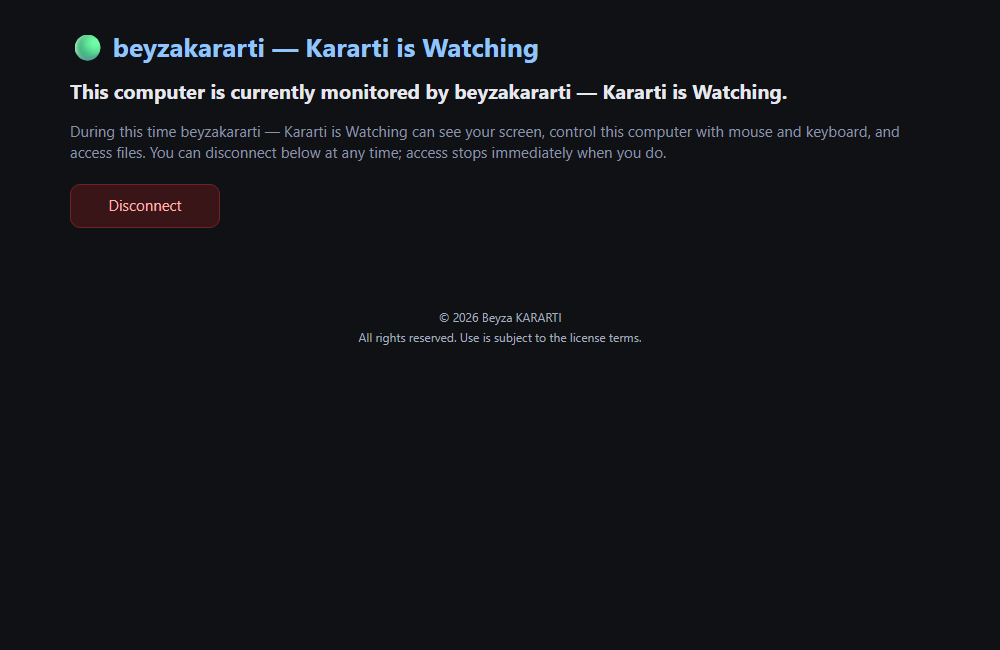 beyzakararti — Kararti is Watching
This computer is currently monitored by beyzakararti — Kararti is Watching.
During this time beyzakararti — Kararti is Watching can see your screen, control this computer with mouse and keyboard, and
access files. You can disconnect below at any time; access stops immediately when you do.
Disconnect
© 2026 Beyza KARARTI
All rights reserved. Use is subject to the license terms.